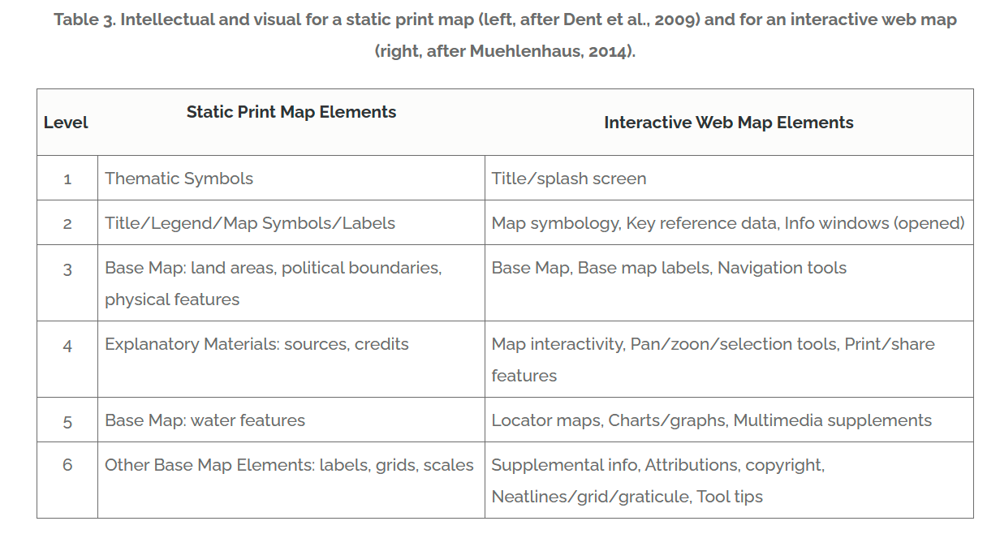 Table 3. Intellectual and visual for a static print map (left, after Dent et al., 2009) and for an interactive web map
(right, after Muehlenhaus, 2014).
Level
Static Print Map Elements
Interactive Web Map Elements
1
Thematic Symbols
Title/splash screen
2
Title/Legend/Map Symbols/Labels
Map symbology, Key reference data, Info windows (opened)
3
Base Map: land areas, political boundaries,
physical features
Base Map, Base map labels, Navigation tools
4
Explanatory Materials: sources, credits
Map interactivity, Pan/zoon/selection tools, Print/share
features
5
Base Map: water features
Locator maps, Charts/graphs, Multimedia supplements
6
Other Base Map Elements: labels, grids, scales
Supplemental info, Attributions, copyright,
Neatlines/grid/graticule, Tool tips